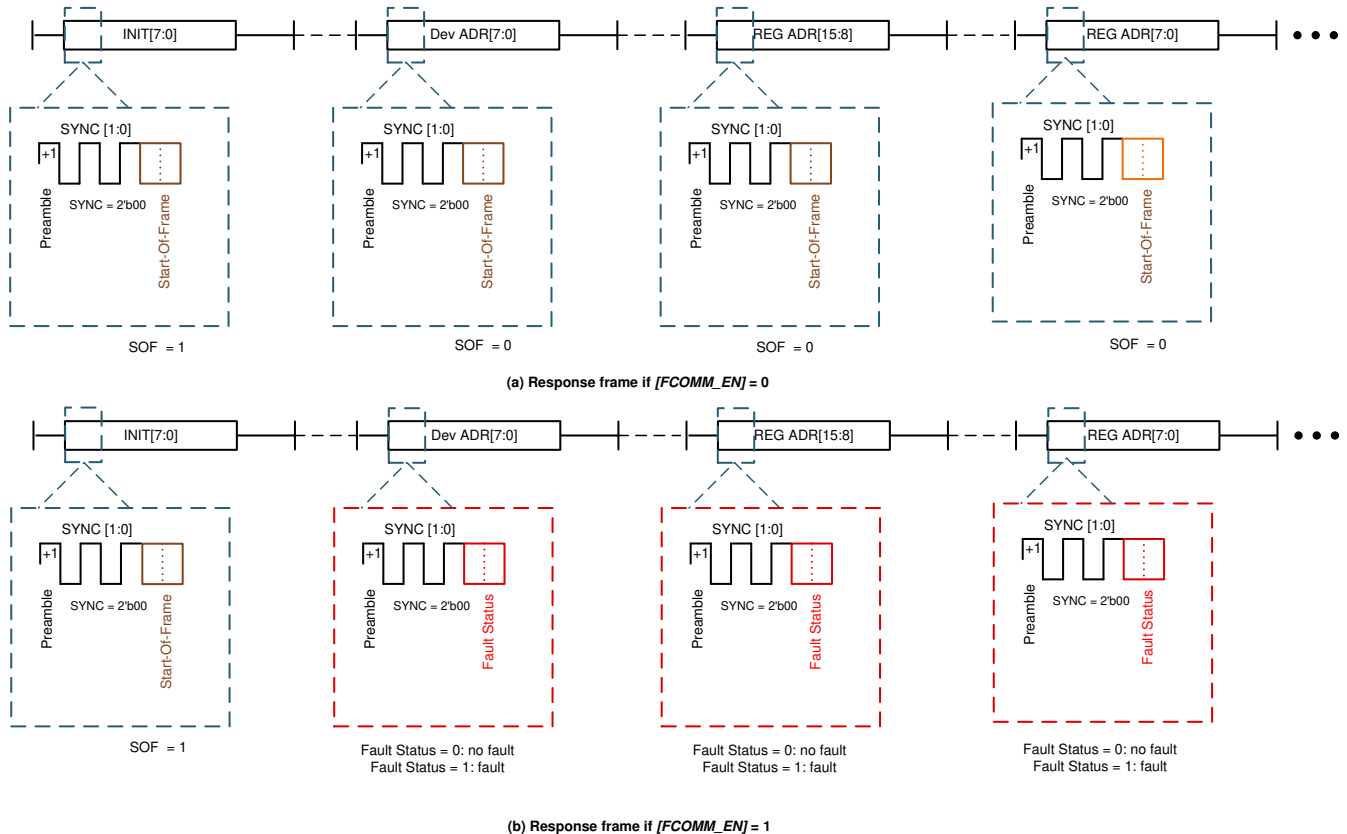 INIT[7:0]
Dev ADR[7:0]
REG ADR[15:8]
REG ADR[7:0]
SYNC [1:0]
+1
Preamble
SYNC = 2'b00
Start-Of-Frame
SOF = 1
SYNC [1:0]
+1
Preamble
SYNC = 2'b00
Start-Of-Frame
SOF = 0
SYNC [1:0]
+1
Preamble
SYNC = 2'b00
Start-Of-Frame
SOF = 0
SYNC [1:0]
+1
Preamble
SYNC = 2'b00
Start-Of-Frame
SOF = 0
(a) Response frame if [FCOMM_EN] = 0
INIT[7:0]
Dev ADR[7:0]
REG ADR[15:8]
REG ADR[7:0]
SYNC [1:0]
+1
Preamble
SYNC = 2'b00
Start-Of-Frame
SOF = 1
SYNC [1:0]
+1
Preamble
SYNC = 2'b00
Fault Status
Fault Status = 0: no fault
Fault Status = 1: fault
SYNC [1:0]
+1
Preamble
SYNC = 2'b00
Fault Status
Fault Status = 0: no fault
Fault Status = 1: fault
SYNC [1:0]
+1
Preamble
SYNC = 2'b00
Fault Status
Fault Status = 0: no fault
Fault Status = 1: fault
(b) Response frame if [FCOMM_EN] = 1